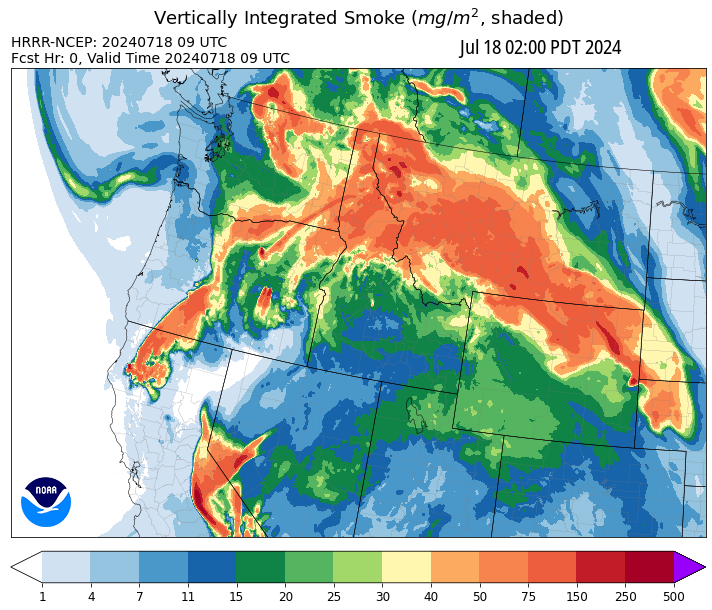 Vertically Integrated Smoke (mg/m², shaded)
HRRR-NCEP: 20240718 09 UTC
Jul 18 02:00 PDT 2024
Fcst Hr: 0, Valid Time 20240718 09 UTC
NOAA
1 4 7 11 15 20 25 30 40 50 75 150 250 500